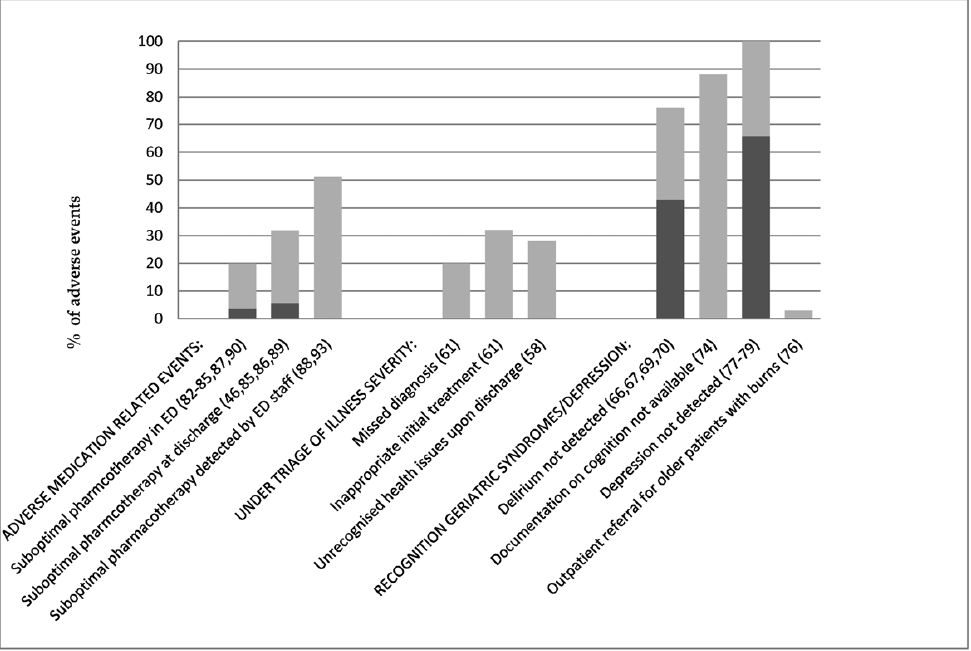 100
90
80
70
60
50
40
30
20
10
0
% of adverse events
ADVERSE MEDICATION RELATED EVENTS:
Suboptimal pharmcotherapy in ED (82-85,87,90)
Suboptimal pharmcotherapy at discharge (46,85,86,89)
Suboptimal pharmacotherapy detected by ED staff (88,93)
UNDER TRIAGE OF ILLNESS SEVERITY:
Missed diagnosis (61)
Inappropriate initial treatment (61)
Unrecognised health issues upon discharge (58)
RECOGNITION GERIATRIC SYNDROMES/DEPRESSION:
Delirium not detected (66,67,69,70)
Documentation on cognition not available (74)
Depression not detected (77-79)
Outpatient referral for older patients with burns (76)